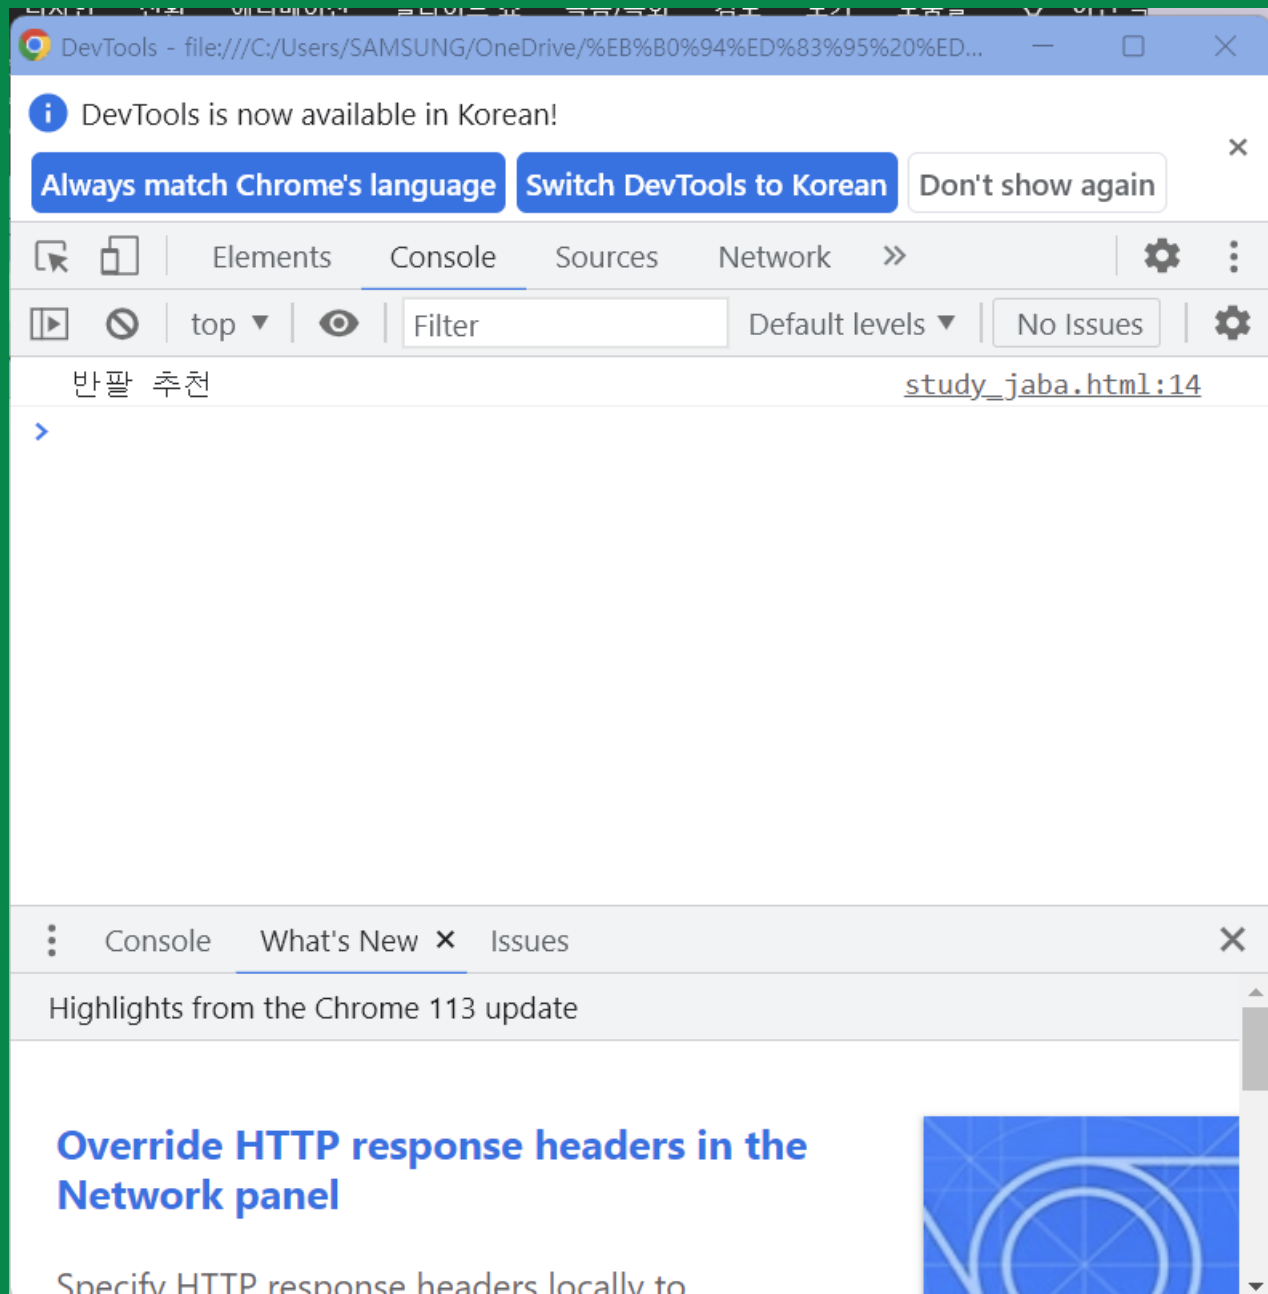 DevTools - file:///C:/Users/SAMSUNG/OneDrive/%EB%B0%94%ED%83%95%20%ED...
DevTools is now available in Korean!
Always match Chrome's language Switch DevTools to Korean Don't show again
Elements Console Sources Network
top Filter Default levels No Issues
반팔 추천 study_jaba.html:14
Console What's New Issues
Highlights from the Chrome 113 update
Override HTTP response headers in the
Network panel
Specify HTTP response headers locally to